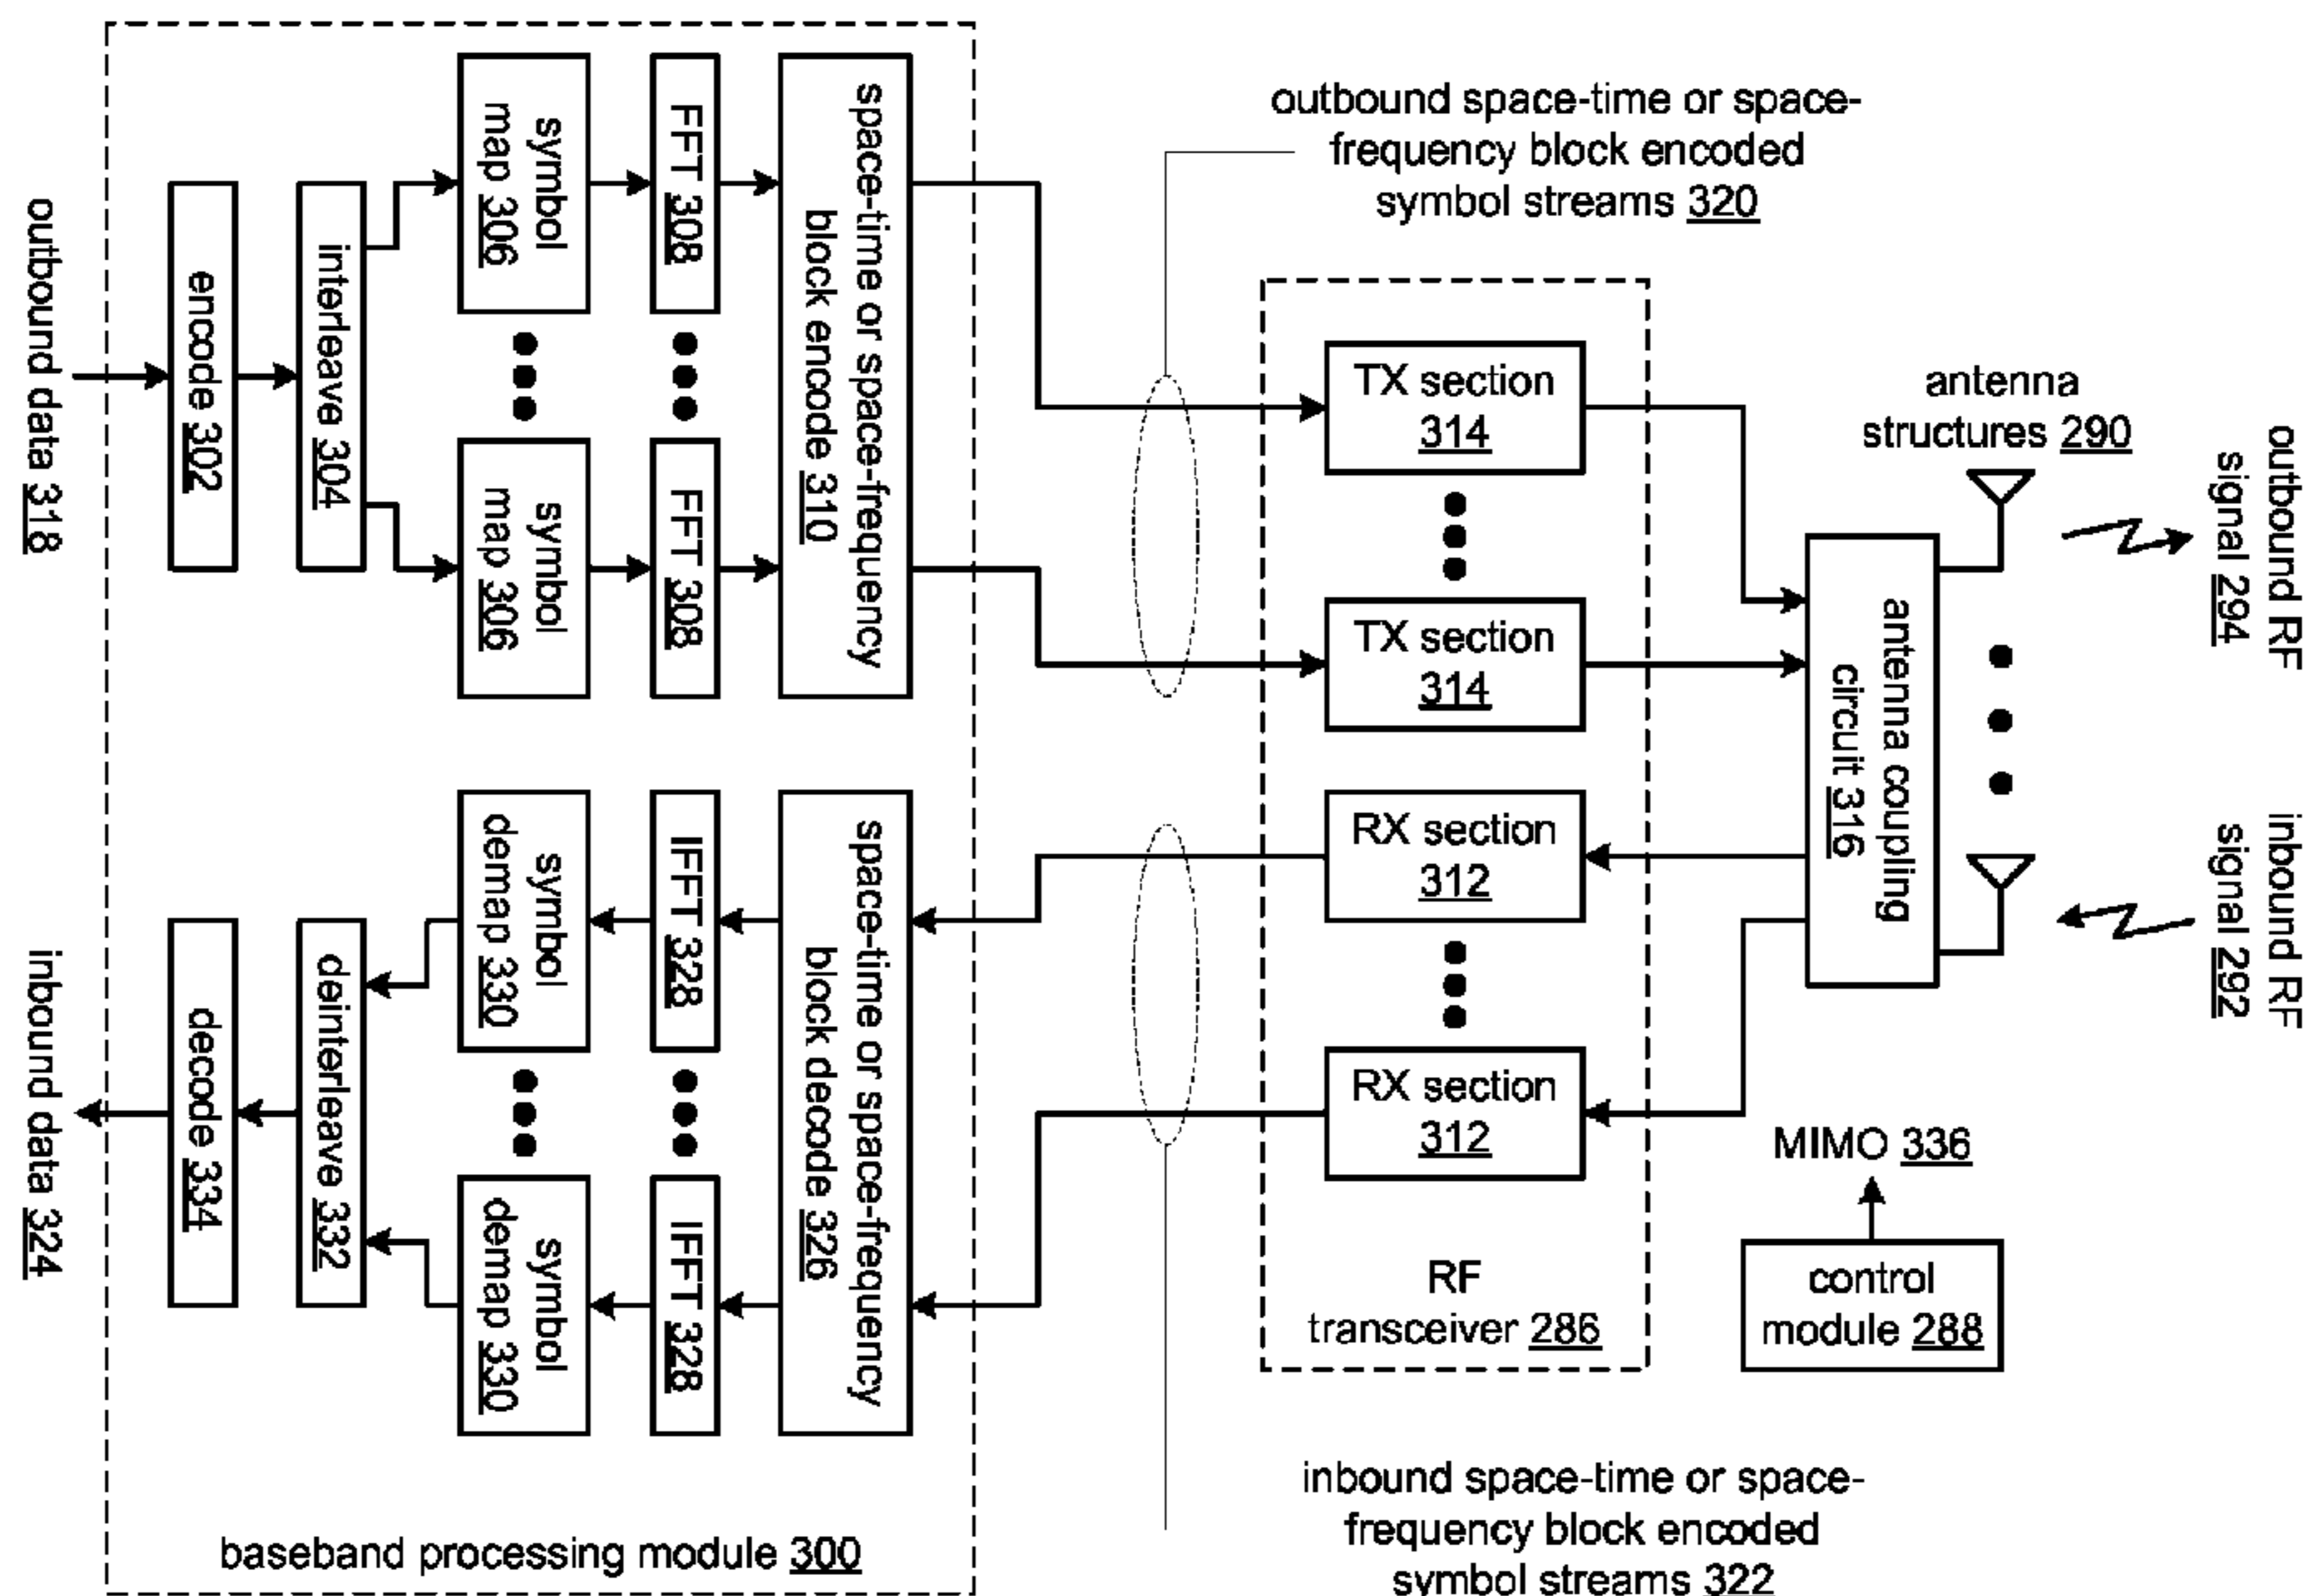 outbound data 318
encode 302
interleave 304
symbol
map 306
FFT 308
symbol
map 306
FFT 308
space-time or space-frequency
block encode 310
outbound space-time or space-
frequency block encoded
symbol streams 320
TX section
314
TX section
314
antenna
structures 290
outbound RF
signal 294
antenna coupling
circuit 316
inbound RF
signal 292
RX section
312
RX section
312
RF
transceiver 286
MIMO 336
control
module 288
space-time or space-frequency
block decode 326
IFFT 328
symbol
demap 330
IFFT 328
symbol
demap 330
deinterleave 332
decode 334
inbound data 324
baseband processing module 300
inbound space-time or space-
frequency block encoded
symbol streams 322